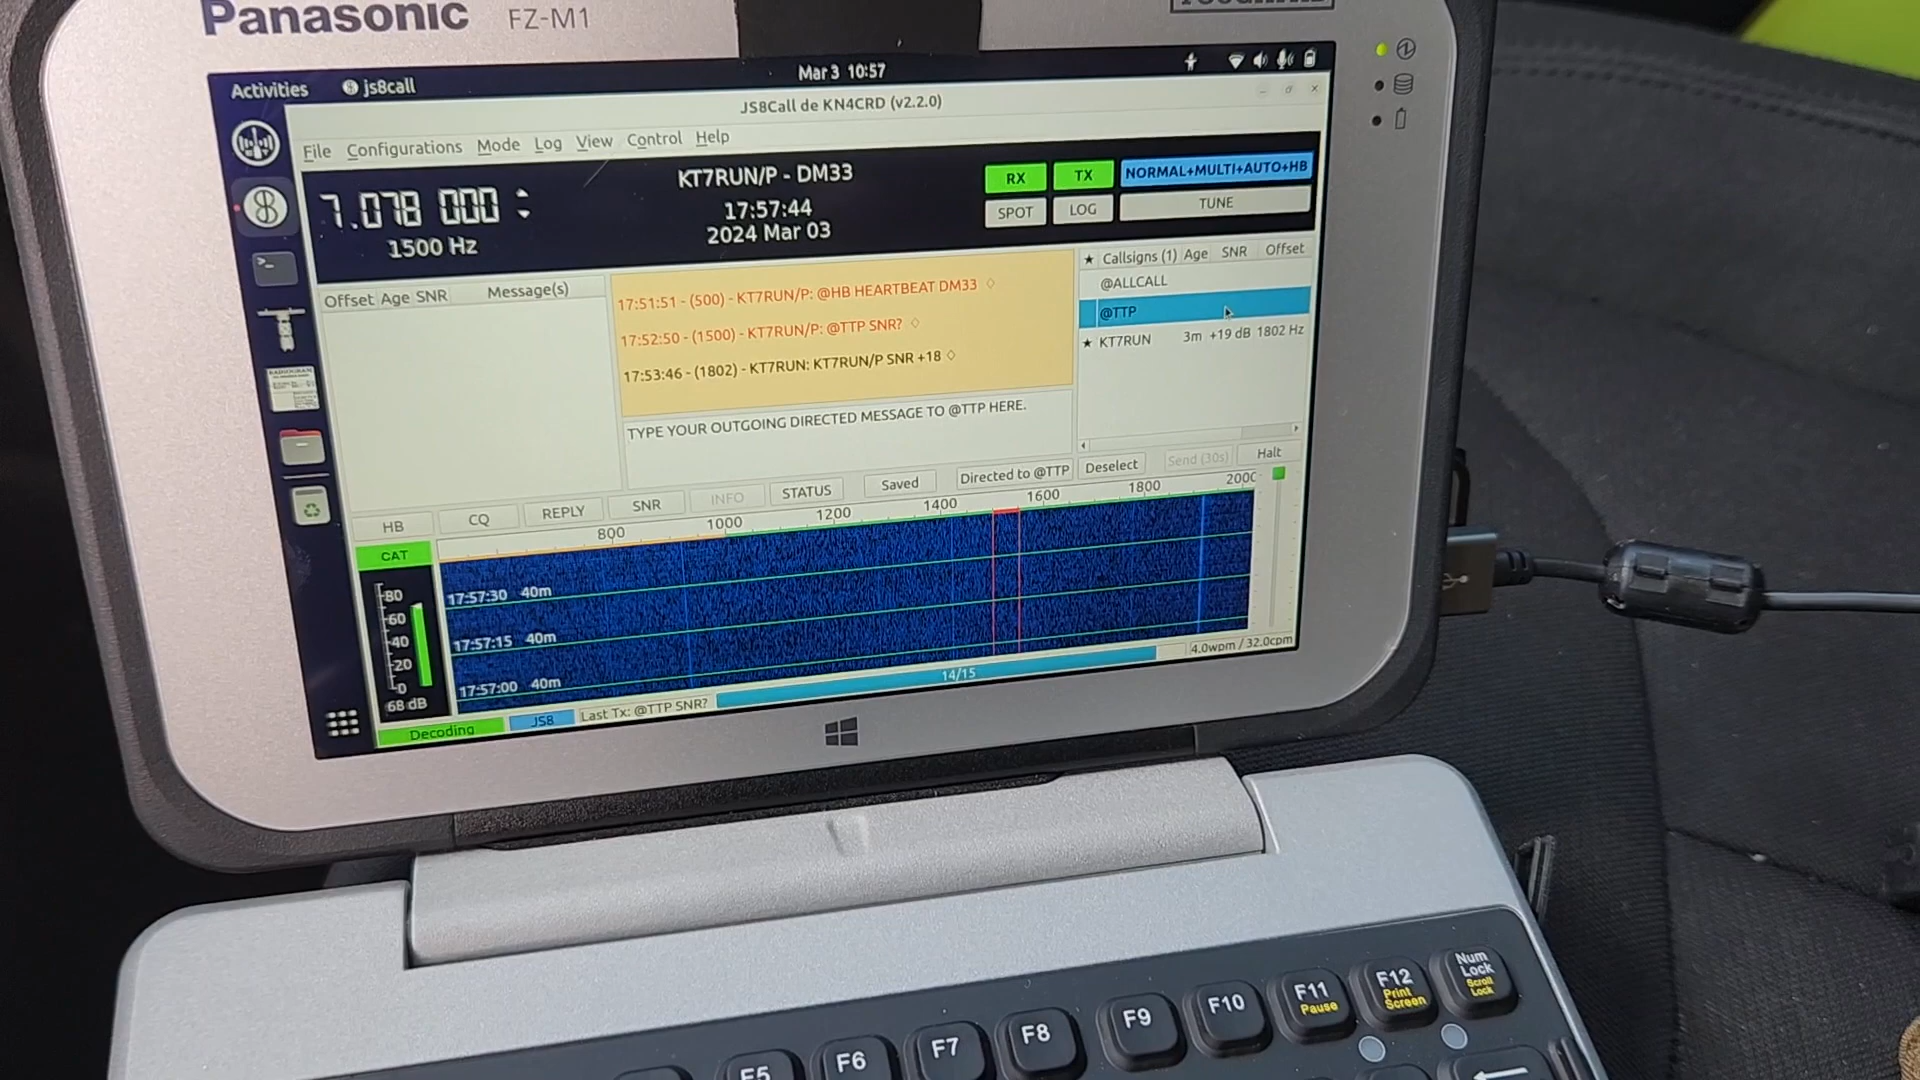 Panasonic FZ-M1
Activities js8call Mar 3 10:57
JS8Call de KN4CRD (v2.2.0)
File Configurations Mode Log View Control Help
7.078 000
1500 Hz
KT7RUN/P - DM33
17:57:44
2024 Mar 03
RX TX NORMAL+MULTI+AUTO+HB
SPOT LOG TUNE
Offset Age SNR Message(s)
17:51:51 - (500) - KT7RUN/P: @HB HEARTBEAT DM33 ♢
17:52:50 - (1500) - KT7RUN/P: @TTP SNR? ♢
17:53:46 - (1802) - KT7RUN: KT7RUN/P SNR +18 ♢
TYPE YOUR OUTGOING DIRECTED MESSAGE TO @TTP HERE.
★ Callsigns (1) Age SNR Offset
@ALLCALL
@TTP
★ KT7RUN 3m +19 dB 1802 Hz
HB CQ REPLY SNR INFO STATUS Saved Directed to @TTP Deselect Send (30s) Halt
800 1000 1200 1400 1600 1800 2000
CAT
80
60
40
20
0
68 dB
17:57:30 40m
17:57:15 40m
17:57:00 40m
Decoding JS8 Last Tx: @TTP SNR? 14/15 4.0wpm / 32.0cpm
F5 F6 F7 F8 F9 F10 F11 Pause F12 Print Screen Num Lock Scroll Lock